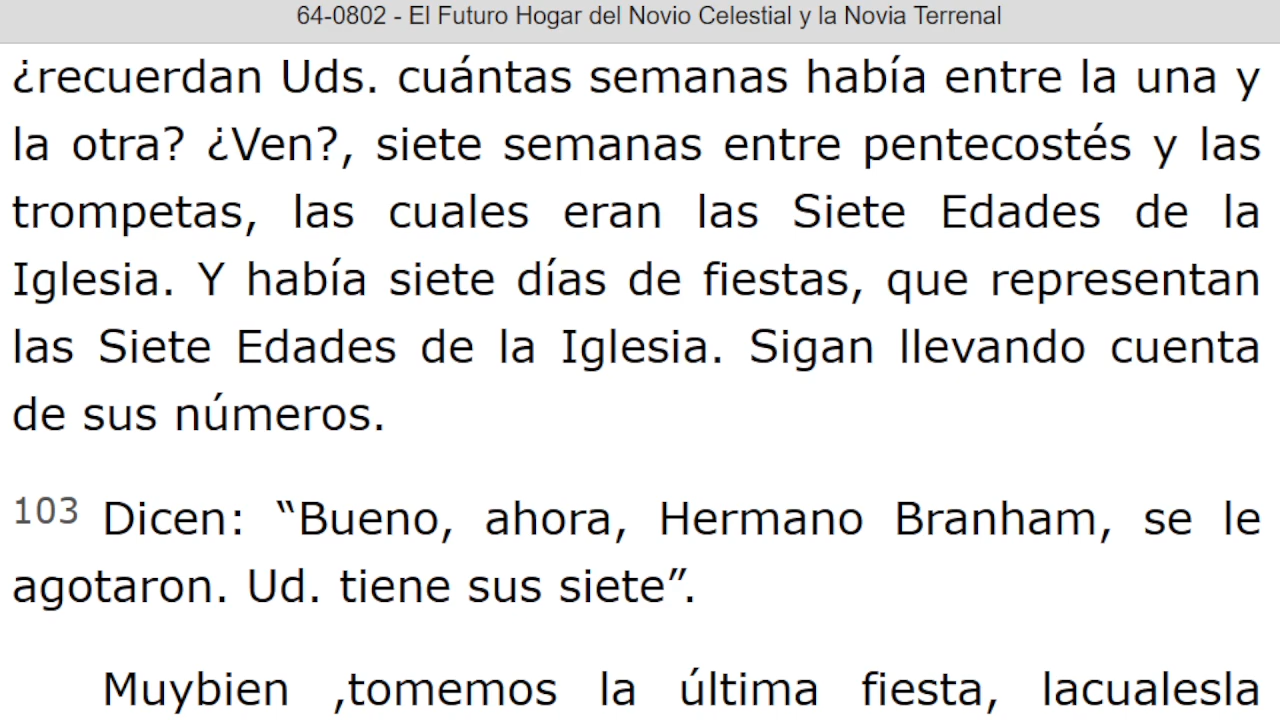 64-0802 - El Futuro Hogar del Novio Celestial y la Novia Terrenal
¿recuerdan Uds. cuántas semanas había entre la una y
la otra? ¿Ven?, siete semanas entre pentecostés y las
trompetas, las cuales eran las Siete Edades de la
Iglesia. Y había siete días de fiestas, que representan
las Siete Edades de la Iglesia. Sigan llevando cuenta
de sus números.
103 Dicen: “Bueno, ahora, Hermano Branham, se le
agotaron. Ud. tiene sus siete”.
Muybien ,tomemos la última fiesta, lacualesla